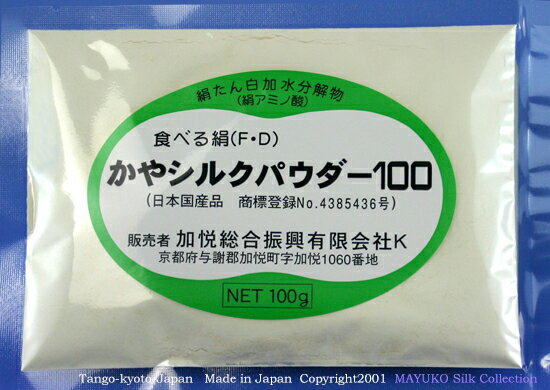 絹たん白加水分解物
(絹アミノ酸)
食べる絹(F・D)
かやシルクパウダー100
(日本国産品　商標登録No.4385436号)
販売者 加悦総合振興有限会社K
京都府与謝郡加悦町字加悦1060番地
NET 100g
Tango-kyoto Japan Made in Japan Copyright2001 MAYUKO Silk Collection